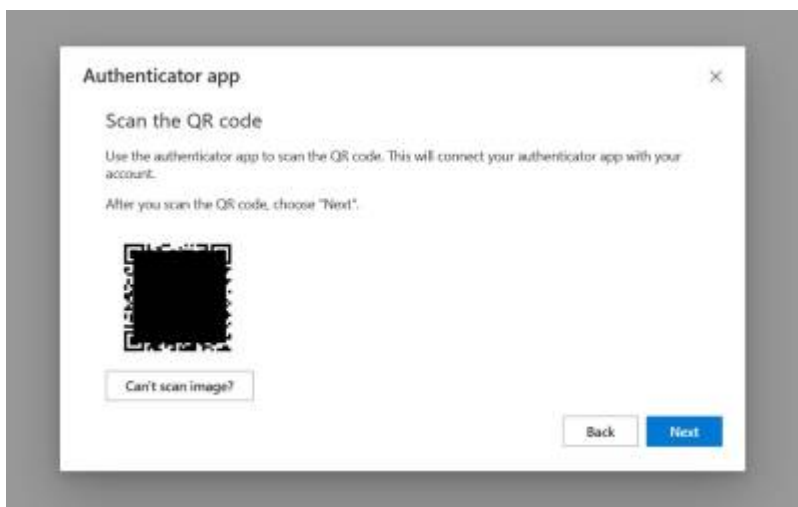 Authenticator app
Scan the QR code
Use the authenticator app to scan the QR code. This will connect your authenticator app with your
account.
After you scan the QR code, choose "Next".
Can't scan image?
Back
Next